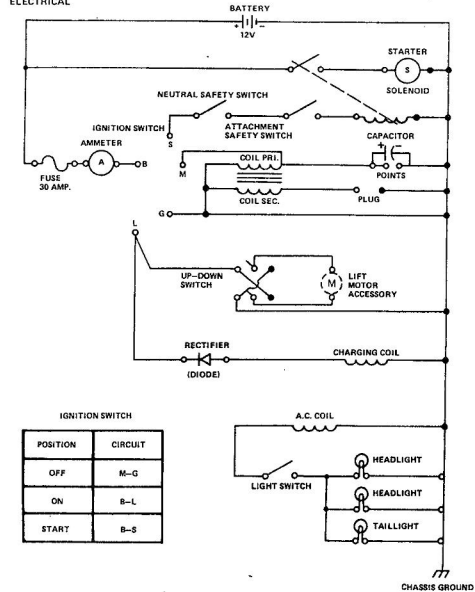 ELECTRICAL
BATTERY
+ −
12V
STARTER
S
SOLENOID
NEUTRAL SAFETY SWITCH
IGNITION SWITCH
S
ATTACHMENT
SAFETY SWITCH
CAPACITOR
+ −
AMMETER
A
B
M
COIL PRI.
POINTS
FUSE
30 AMP.
COIL SEC.
PLUG
G
L
UP–DOWN
SWITCH
M
LIFT
MOTOR
ACCESSORY
RECTIFIER
(DIODE)
CHARGING COIL
IGNITION SWITCH
POSITION CIRCUIT
OFF M–G
ON B–L
START B–S
A.C. COIL
LIGHT SWITCH
HEADLIGHT
HEADLIGHT
TAILLIGHT
CHASSIS GROUND